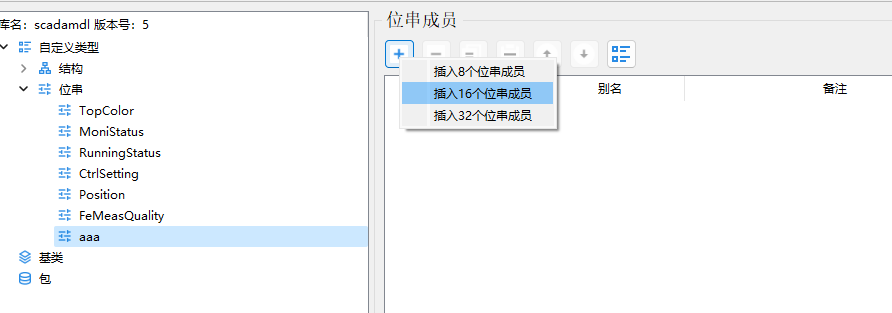 库名：scadamdl 版本号：5
自定义类型
结构
位串
TopColor
MoniStatus
RunningStatus
CtrlSetting
Position
FeMeasQuality
aaa
基类
包
位串成员
插入8个位串成员
插入16个位串成员
插入32个位串成员
别名
备注